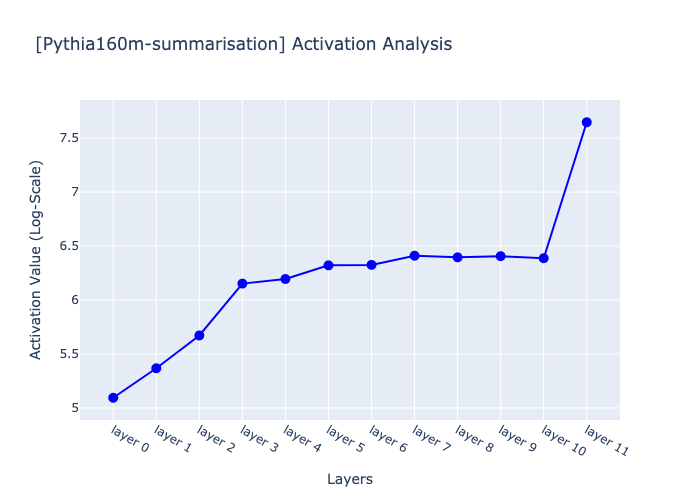 [Pythia160m-summarisation] Activation Analysis
Activation Value (Log-Scale)
7.5
7
6.5
6
5.5
5
layer 0
layer 1
layer 2
layer 3
layer 4
layer 5
layer 6
layer 7
layer 8
layer 9
layer 10
layer 11
Layers